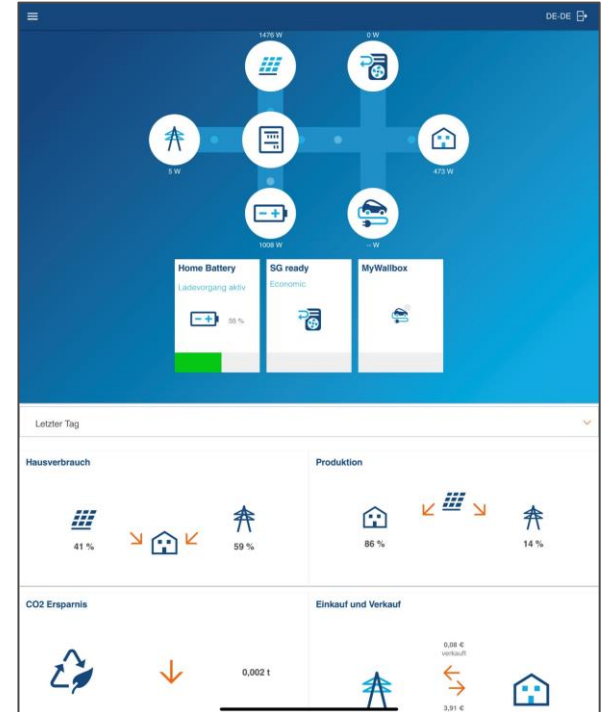 DE-DE
1476 W
0 W
5 W
473 W
1008 W
-- W
Home Battery
Ladevorgang aktiv
55 %
SG ready
Economic
MyWallbox
Letzter Tag
Hausverbrauch
41 %
59 %
Produktion
86 %
14 %
CO2 Ersparnis
0,002 t
Einkauf und Verkauf
0,08 €
verkauft
3,91 €